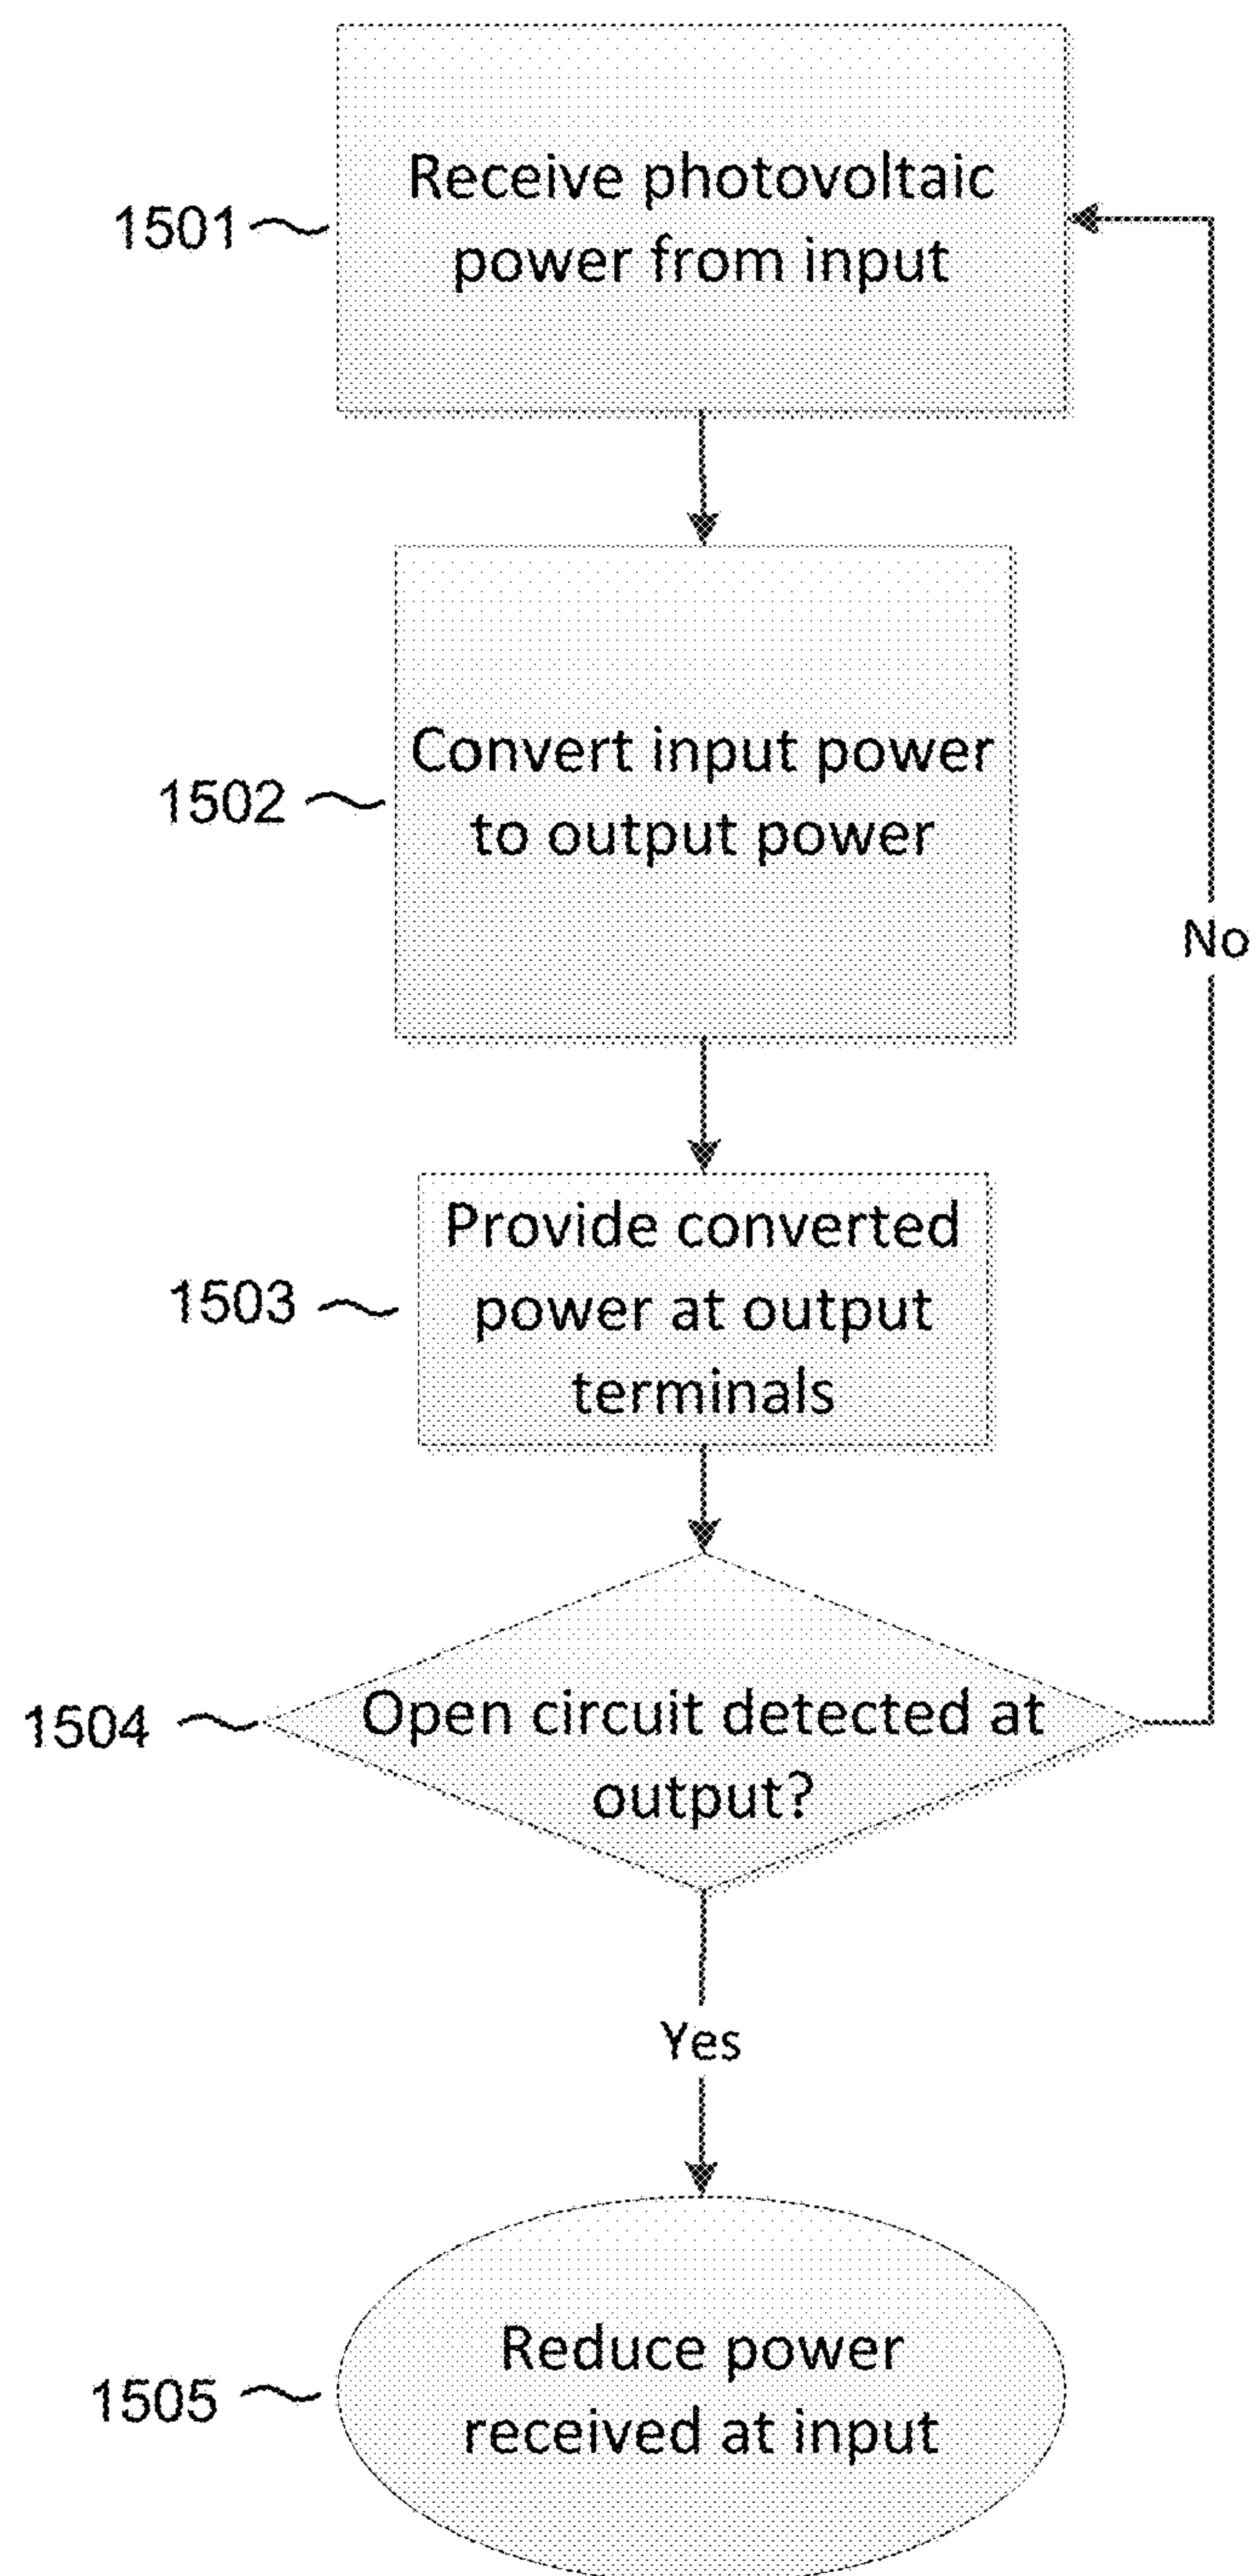 Receive photovoltaic
power from input
1501
Convert input power
to output power
1502
No
Provide converted
power at output
terminals
1503
Open circuit detected at
output?
1504
Yes
Reduce power
received at input
1505